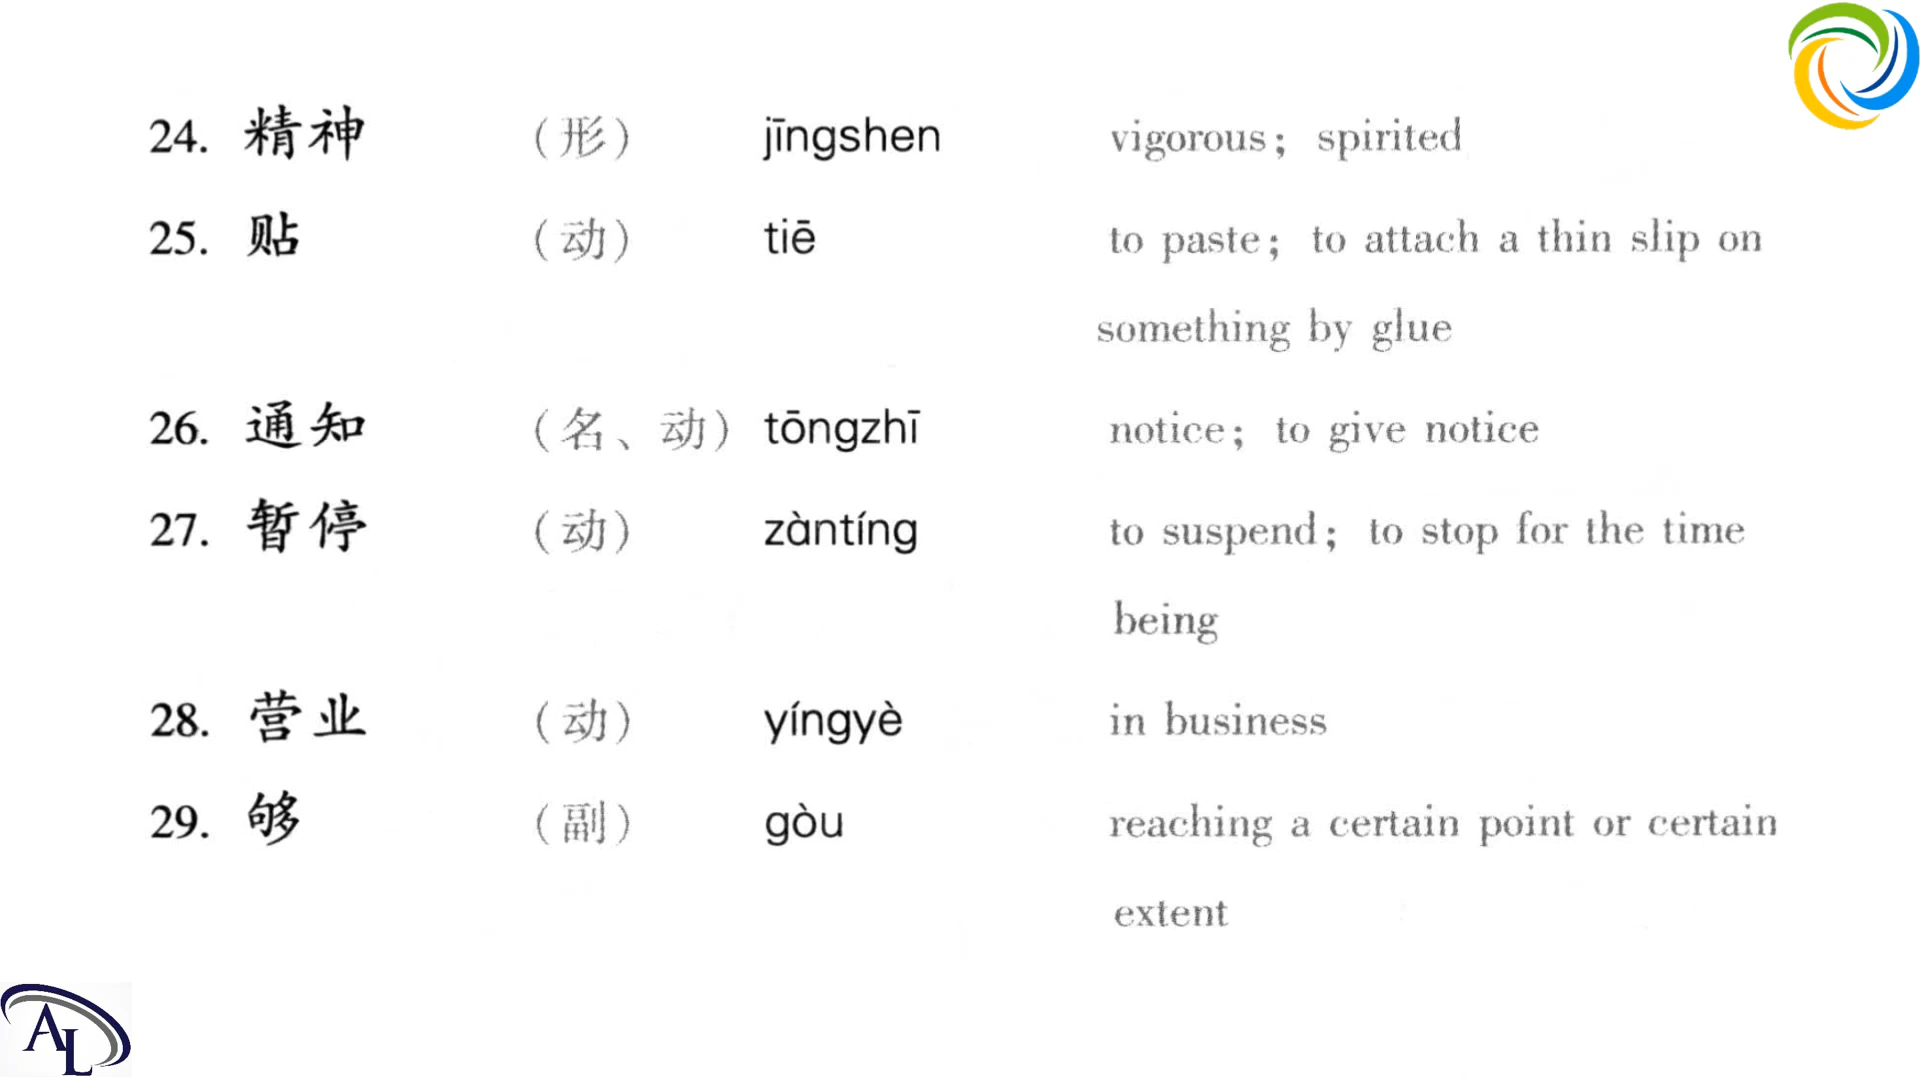 24. 精神 （形） jīngshen vigorous； spirited
25. 贴 （动） tiē to paste； to attach a thin slip on
something by glue
26. 通知 （名、动） tōngzhī notice； to give notice
27. 暂停 （动） zàntíng to suspend； to stop for the time
being
28. 营业 （动） yíngyè in business
29. 够 （副） gòu reaching a certain point or certain
extent
AL